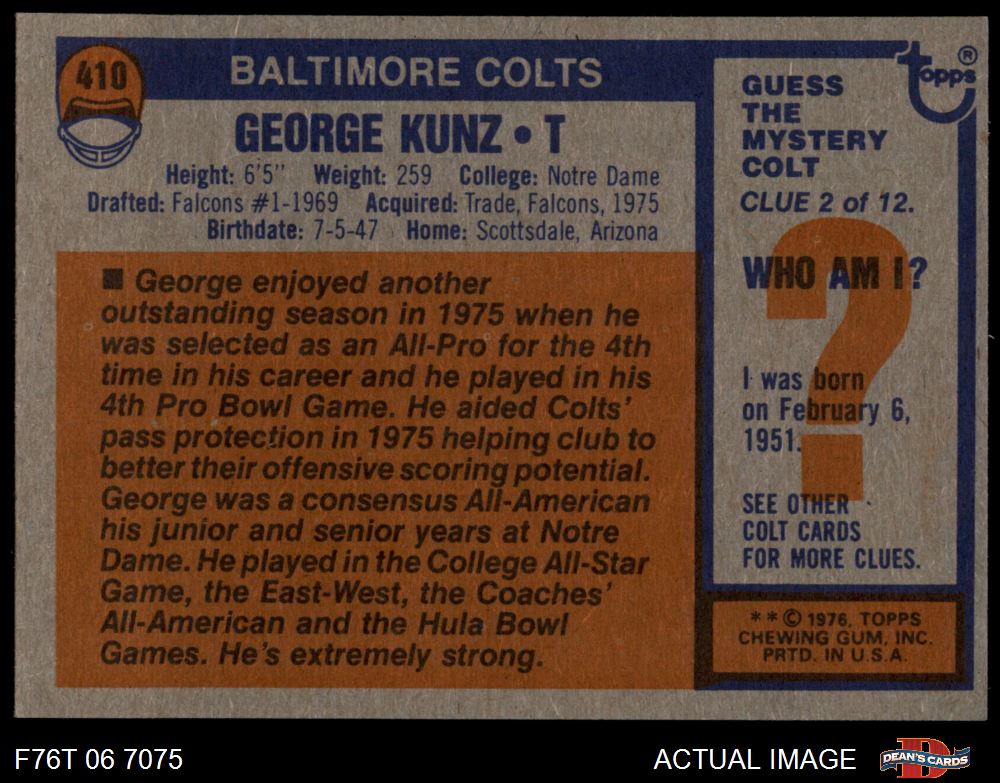 410
BALTIMORE COLTS
GEORGE KUNZ • T
Height: 6'5" Weight: 259 College: Notre Dame
Drafted: Falcons #1-1969 Acquired: Trade, Falcons, 1975
Birthdate: 7-5-47 Home: Scottsdale, Arizona
■ George enjoyed another
outstanding season in 1975 when he
was selected as an All-Pro for the 4th
time in his career and he played in his
4th Pro Bowl Game. He aided Colts'
pass protection in 1975 helping club to
better their offensive scoring potential.
George was a consensus All-American
his junior and senior years at Notre
Dame. He played in the College All-Star
Game, the East-West, the Coaches'
All-American and the Hula Bowl
Games. He's extremely strong.
topps®
GUESS
THE
MYSTERY
COLT
CLUE 2 of 12.
?
WHO AM I?
I was born
on February 6,
1951.
SEE OTHER
COLT CARDS
FOR MORE CLUES.
**© 1976, TOPPS
CHEWING GUM, INC.
PRTD. IN U.S.A.
F76T 06 7075
ACTUAL IMAGE
D
DEAN'S CARDS